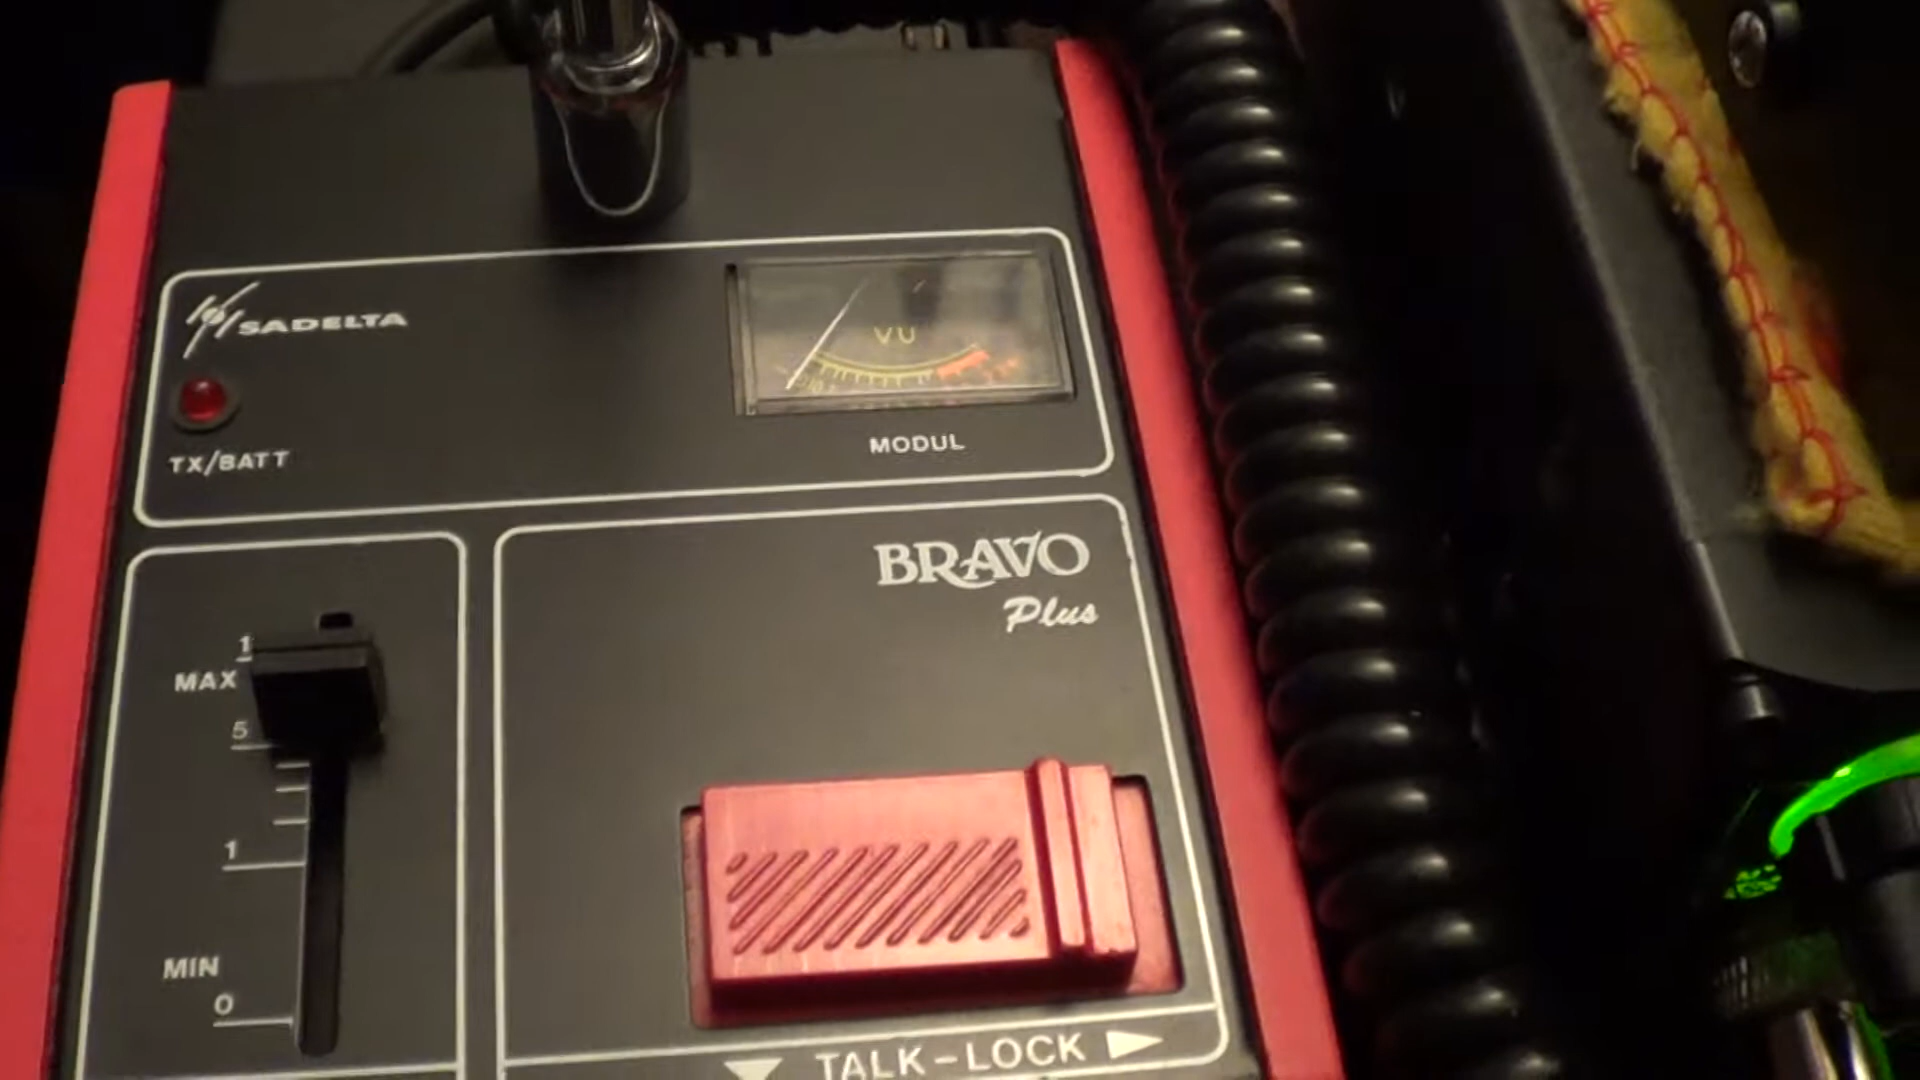 SADELTA
VU
TX/BATT
MODUL
BRAVO
Plus
1
MAX
5
1
MIN
0
TALK-LOCK